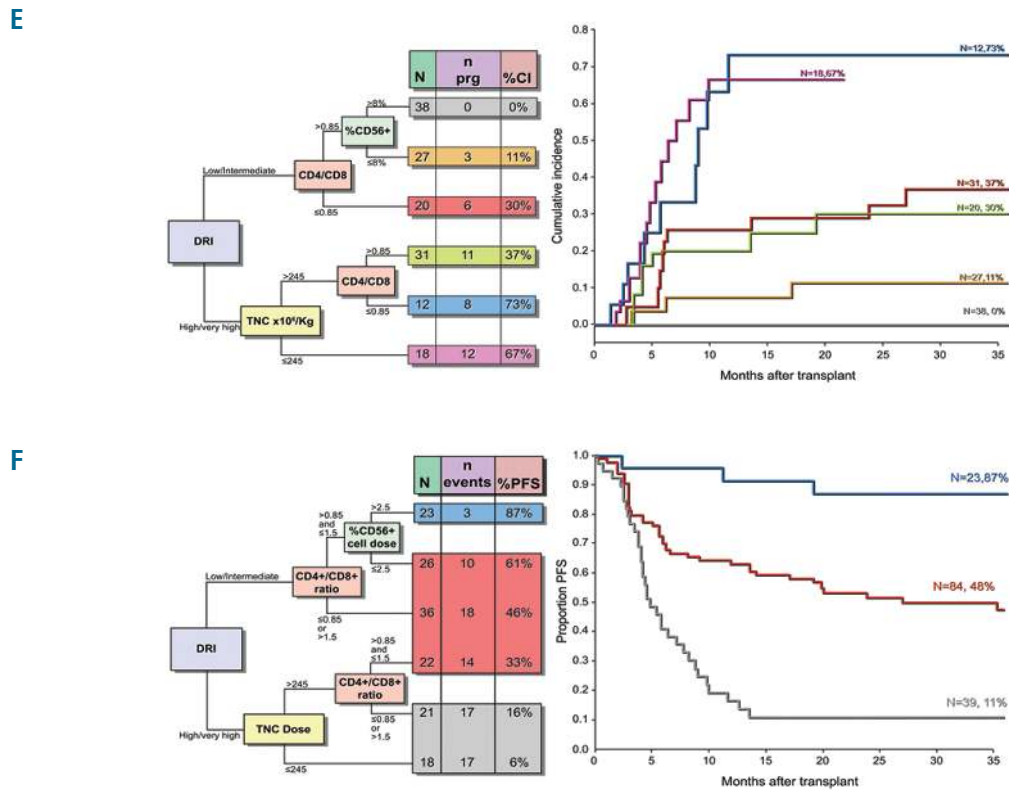 E
N
n
prg
%CI
>8%
38 0 0%
>0.85
%CD56+
≤8%
27 3 11%
Low/Intermediate
CD4/CD8
≤0.85
20 6 30%
DRI
>0.85
31 11 37%
>245
CD4/CD8
≤0.85
12 8 73%
High/very high
TNC x10⁶/Kg
≤245
18 12 67%
Cumulative incidence
0.8
0.7
0.6
0.5
0.4
0.3
0.2
0.1
0.0
N=12,73%
N=18,67%
N=31, 37%
N=20, 30%
N=27,11%
N=38, 0%
0 5 10 15 20 25 30 35
Months after transplant
F
N
n
events
%PFS
>2.5
23 3 87%
>0.85
and
≤1.5
%CD56+
cell dose
≤2.5
26 10 61%
Low/Intermediate
CD4+/CD8+
ratio
≤0.85
or
>1.5
36 18 46%
DRI
>0.85
and
≤1.5
22 14 33%
>245
CD4+/CD8+
ratio
≤0.85
or
>1.5
21 17 16%
High/very high
TNC Dose
≤245
18 17 6%
Proportion PFS
1.0
0.9
0.8
0.7
0.6
0.5
0.4
0.3
0.2
0.1
0.0
N=23,87%
N=84, 48%
N=39, 11%
0 5 10 15 20 25 30 35
Months after transplant